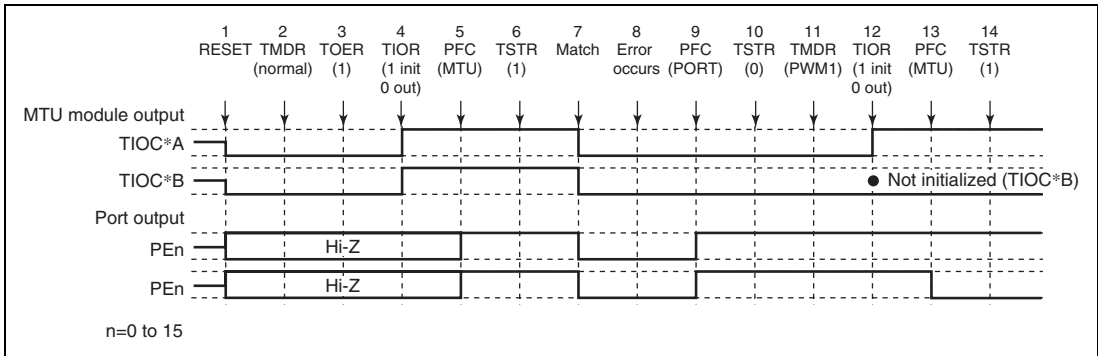 1 2 3 4 5 6 7 8 9 10 11 12 13 14
RESET TMDR TOER TIOR PFC TSTR Match Error PFC TSTR TMDR TIOR PFC TSTR
(normal) (1) (1 init (MTU) (1) occurs (PORT) (0) (PWM1) (1 init (MTU) (1)
0 out) 0 out)
MTU module output
TIOC*A
TIOC*B
● Not initialized (TIOC*B)
Port output
PEn
Hi-Z
PEn
Hi-Z
n=0 to 15